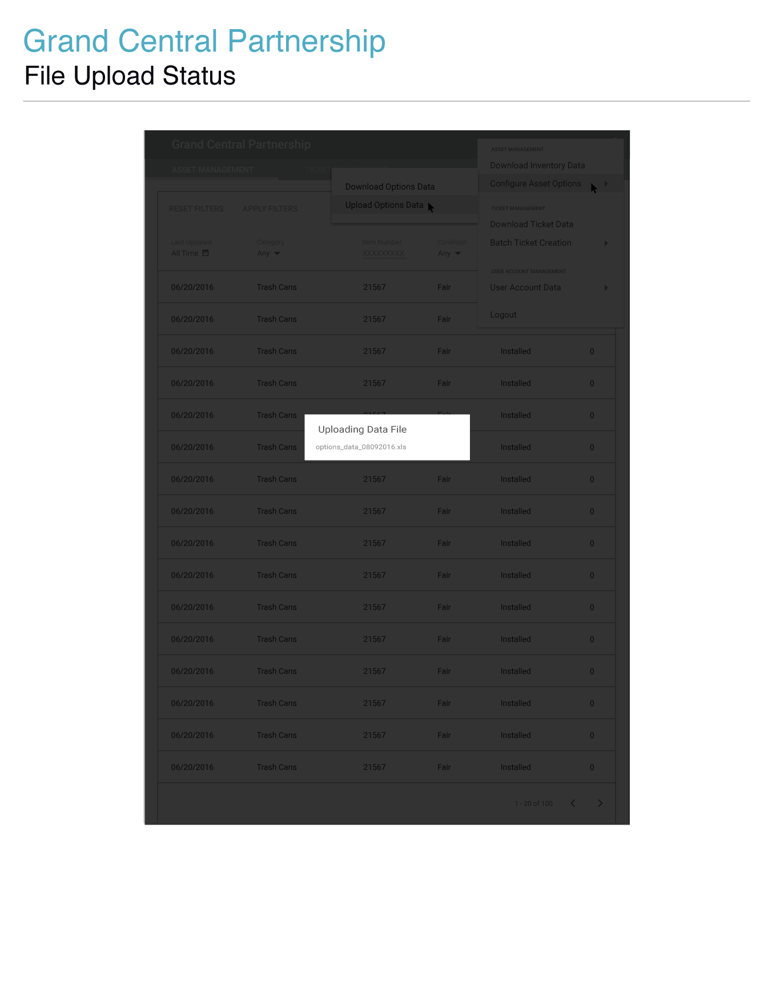 Grand Central Partnership
File Upload Status
Grand Central Partnership
ASSET MANAGEMENT
Download Inventory Data
ASSET MANAGEMENT
Download Options Data
Configure Asset Options
Upload Options Data
RESET FILTERS APPLY FILTERS
TICKET MANAGEMENT
Download Ticket Data
Last Updated Category Item Number Condition
All Time Any XXXXXXXXX Any
Batch Ticket Creation
USER ACCOUNT MANAGEMENT
User Account Data
Logout
06/20/2016 Trash Cans 21567 Fair
06/20/2016 Trash Cans 21567 Fair
06/20/2016 Trash Cans 21567 Fair Installed 0
06/20/2016 Trash Cans 21567 Fair Installed 0
06/20/2016 Trash Cans 21567 Fair Installed 0
Uploading Data File
options_data_08092016.xls
06/20/2016 Trash Cans Installed 0
06/20/2016 Trash Cans 21567 Fair Installed 0
06/20/2016 Trash Cans 21567 Fair Installed 0
06/20/2016 Trash Cans 21567 Fair Installed 0
06/20/2016 Trash Cans 21567 Fair Installed 0
06/20/2016 Trash Cans 21567 Fair Installed 0
06/20/2016 Trash Cans 21567 Fair Installed 0
06/20/2016 Trash Cans 21567 Fair Installed 0
06/20/2016 Trash Cans 21567 Fair Installed 0
06/20/2016 Trash Cans 21567 Fair Installed 0
06/20/2016 Trash Cans 21567 Fair Installed 0
1 - 20 of 100